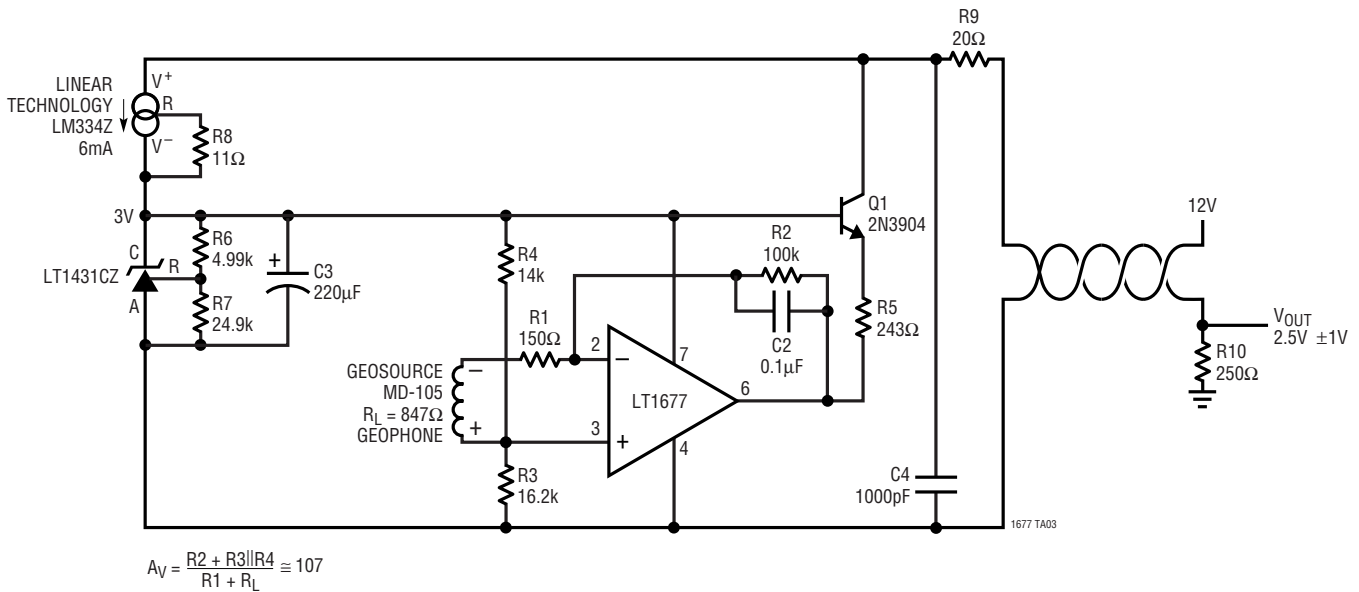 R9
20Ω
LINEAR
TECHNOLOGY
LM334Z
6mA
V+
R
V−
R8
11Ω
3V
C
R
A
LT1431CZ
R6
4.99k
R7
24.9k
+
C3
220µF
R4
14k
R1
150Ω
GEOSOURCE
MD-105
RL = 847Ω
GEOPHONE
−
+
R3
16.2k
2
−
3
+
7
LT1677
6
4
R2
100k
C2
0.1µF
Q1
2N3904
R5
243Ω
C4
1000pF
12V
VOUT
2.5V ±1V
R10
250Ω
1677 TA03
AV = R2 + R3||R4 ≅ 107
R1 + RL